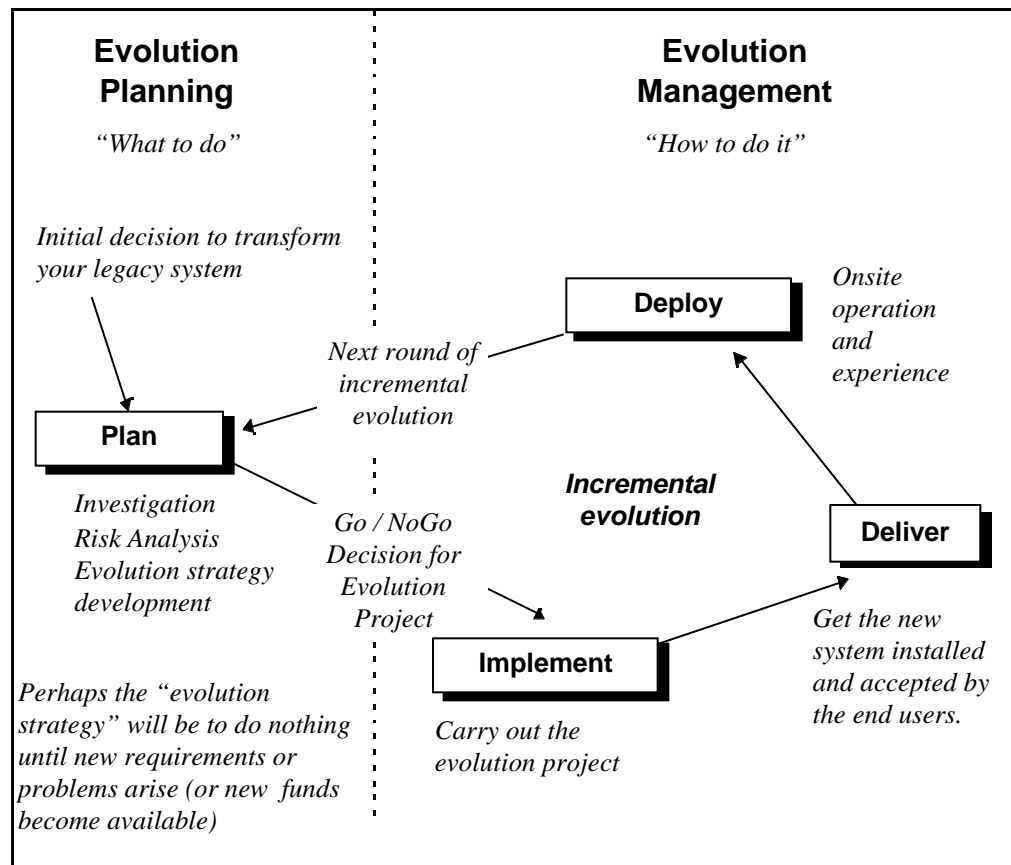 Evolution
Planning
“What to do”
Evolution
Management
“How to do it”
Initial decision to transform
your legacy system
Deploy
Onsite
operation
and
experience
Next round of
incremental
evolution
Plan
Investigation
Risk Analysis
Evolution strategy
development
Go / NoGo
Decision for
Evolution
Project
Incremental
evolution
Deliver
Get the new
system installed
and accepted by
the end users.
Implement
Carry out the
evolution project
Perhaps the “evolution
strategy” will be to do nothing
until new requirements or
problems arise (or new funds
become available)